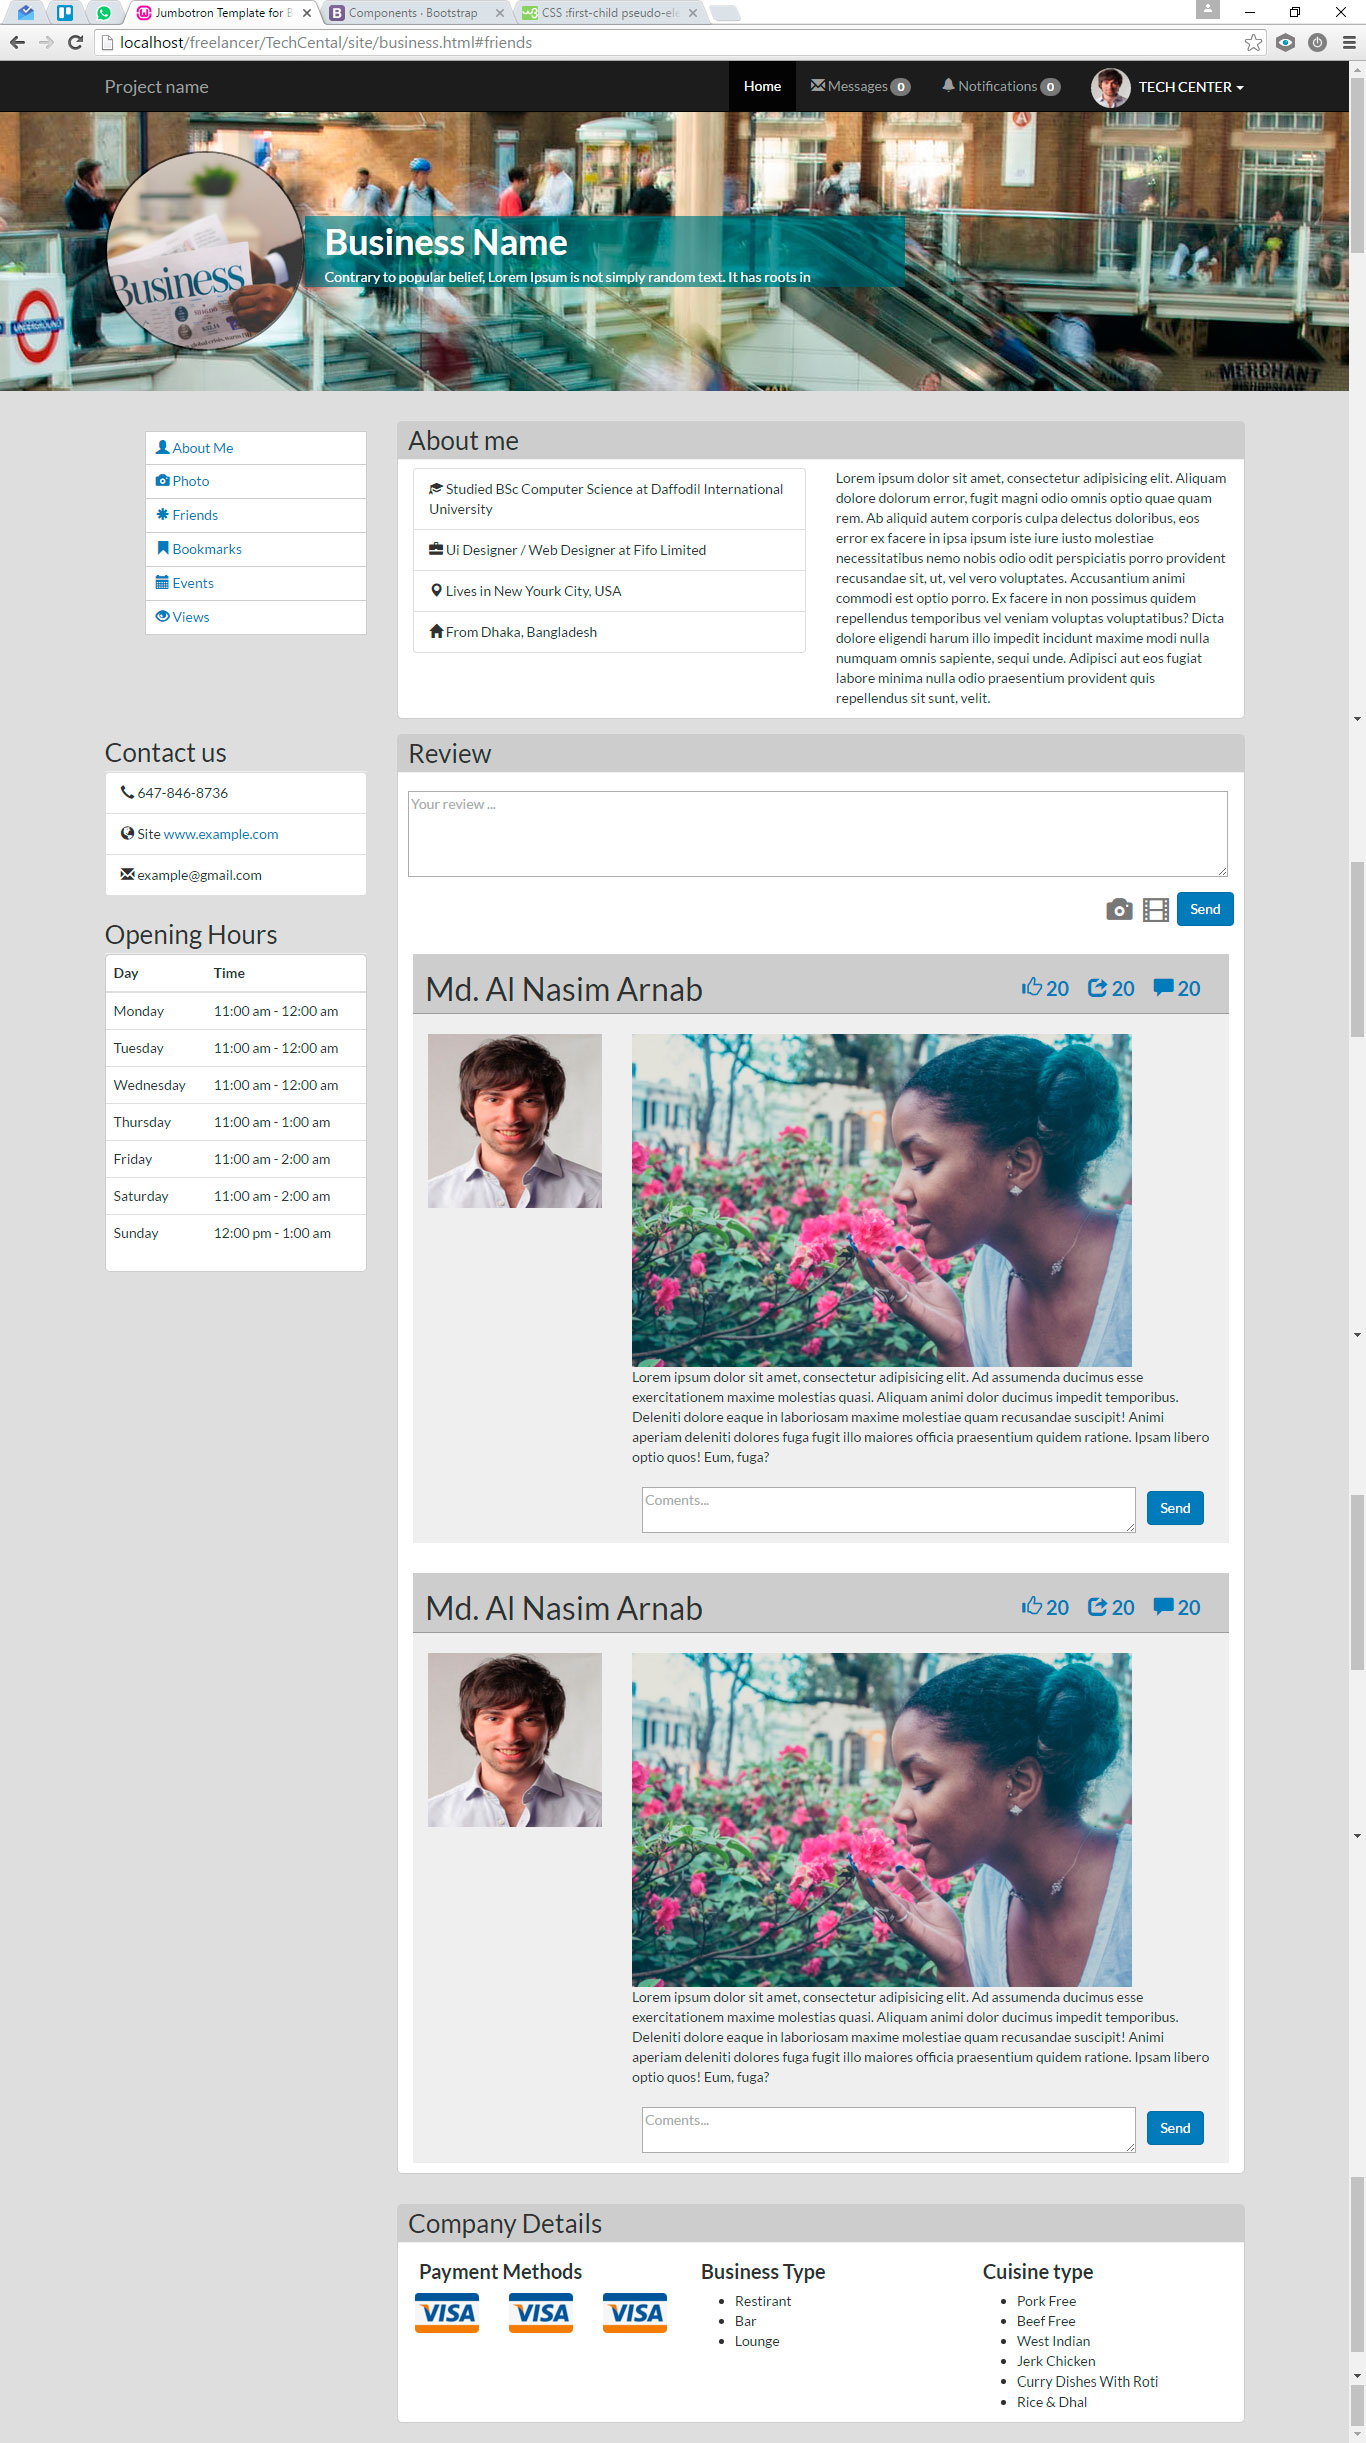 Jumbotron Template for B
Components · Bootstrap
CSS :first-child pseudo-ele
localhost/freelancer/TechCental/site/business.html#friends
Project name
Home
Messages 0
Notifications 0
TECH CENTER
Business
Business Name
Contrary to popular belief, Lorem Ipsum is not simply random text. It has roots in
UNDERGROUND
A
MERCHANT
About Me
Photo
Friends
Bookmarks
Events
Views
About me
Studied BSc Computer Science at Daffodil International
University
Ui Designer / Web Designer at Fifo Limited
Lives in New Yourk City, USA
From Dhaka, Bangladesh
Lorem ipsum dolor sit amet, consectetur adipisicing elit. Aliquam
dolore dolorum error, fugit magni odio omnis optio quae quam
rem. Ab aliquid autem corporis culpa delectus doloribus, eos
error ex facere in ipsa ipsum iste iure iusto molestiae
necessitatibus nemo nobis odio odit perspiciatis porro provident
recusandae sit, ut, vel vero voluptates. Accusantium animi
commodi est optio porro. Ex facere in non possimus quidem
repellendus temporibus vel veniam voluptas voluptatibus? Dicta
dolore eligendi harum illo impedit incidunt maxime modi nulla
numquam omnis sapiente, sequi unde. Adipisci aut eos fugiat
labore minima nulla odio praesentium provident quis
repellendus sit sunt, velit.
Contact us
647-846-8736
Site www.example.com
example@gmail.com
Opening Hours
Day Time
Monday 11:00 am - 12:00 am
Tuesday 11:00 am - 12:00 am
Wednesday 11:00 am - 12:00 am
Thursday 11:00 am - 1:00 am
Friday 11:00 am - 2:00 am
Saturday 11:00 am - 2:00 am
Sunday 12:00 pm - 1:00 am
Review
Your review ...
Send
Md. Al Nasim Arnab
20 20 20
Lorem ipsum dolor sit amet, consectetur adipisicing elit. Ad assumenda ducimus esse
exercitationem maxime molestias quasi. Aliquam animi dolor ducimus impedit temporibus.
Deleniti dolore eaque in laboriosam maxime molestiae quam recusandae suscipit! Animi
aperiam deleniti dolores fuga fugit illo maiores officia praesentium quidem ratione. Ipsam libero
optio quos! Eum, fuga?
Coments...
Send
Md. Al Nasim Arnab
20 20 20
Lorem ipsum dolor sit amet, consectetur adipisicing elit. Ad assumenda ducimus esse
exercitationem maxime molestias quasi. Aliquam animi dolor ducimus impedit temporibus.
Deleniti dolore eaque in laboriosam maxime molestiae quam recusandae suscipit! Animi
aperiam deleniti dolores fuga fugit illo maiores officia praesentium quidem ratione. Ipsam libero
optio quos! Eum, fuga?
Coments...
Send
Company Details
Payment Methods
VISA VISA VISA
Business Type
Restirant
Bar
Lounge
Cuisine type
Pork Free
Beef Free
West Indian
Jerk Chicken
Curry Dishes With Roti
Rice & Dhal